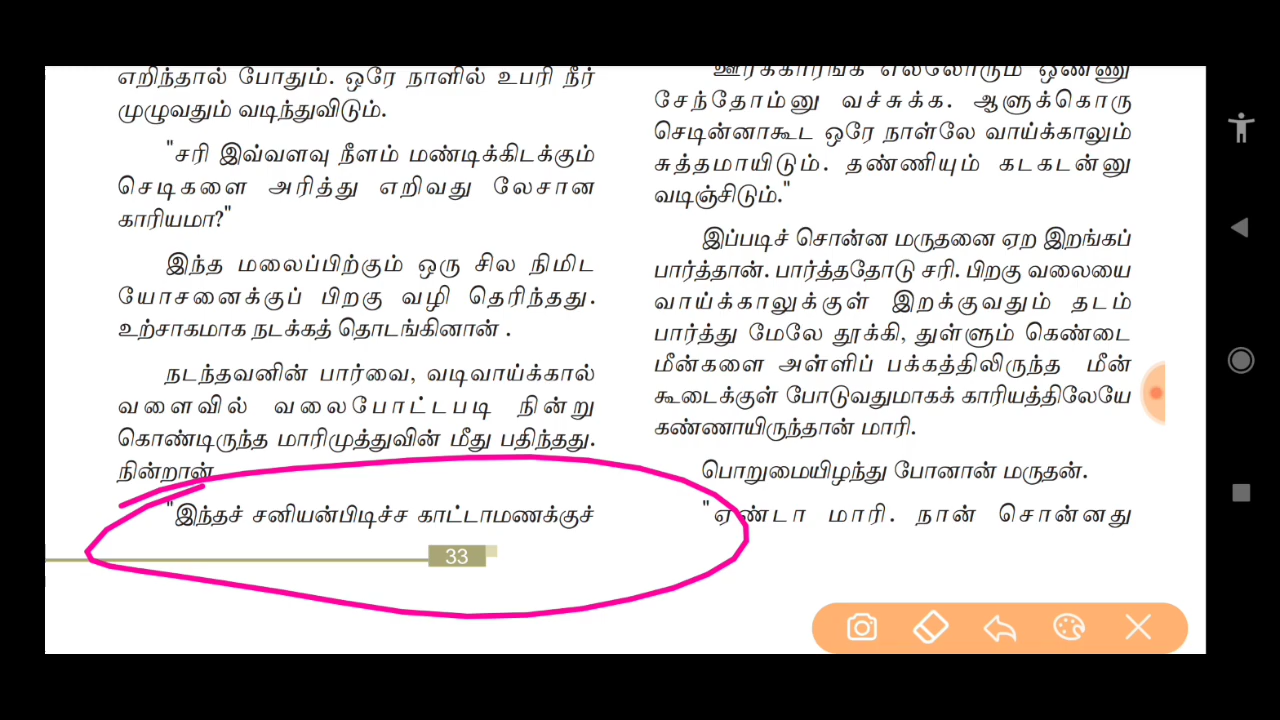 எறிந்தால் போதும். ஒரே நாளில் உபரி நீர்
முழுவதும் வடிந்துவிடும்.
"சரி இவ்வளவு நீளம் மண்டிக்கிடக்கும்
செடிகளை அரித்து எறிவது லேசான
காரியமா?"
இந்த மலைப்பிற்கும் ஒரு சில நிமிட
யோசனைக்குப் பிறகு வழி தெரிந்தது.
உற்சாகமாக நடக்கத் தொடங்கினான் .
நடந்தவனின் பார்வை, வடிவாய்க்கால்
வளைவில் வலைபோட்டபடி நின்று
கொண்டிருந்த மாரிமுத்துவின் மீது பதிந்தது.
நின்றான்.
"இந்தச் சனியன்பிடிச்ச காட்டாமணக்குச்
33
"ஊர்க்காரங்க எல்லோரும் ஒண்ணு
சேந்தோம்னு வச்சுக்க. ஆளுக்கொரு
செடின்னாகூட ஒரே நாள்லே வாய்க்காலும்
சுத்தமாயிடும். தண்ணியும் கடகடன்னு
வடிஞ்சிடும்."
இப்படிச் சொன்ன மருதனை ஏற இறங்கப்
பார்த்தான். பார்த்ததோடு சரி. பிறகு வலையை
வாய்க்காலுக்குள் இறக்குவதும் தடம்
பார்த்து மேலே தூக்கி, துள்ளும் கெண்டை
மீன்களை அள்ளிப் பக்கத்திலிருந்த மீன்
கூடைக்குள் போடுவதுமாகக் காரியத்திலேயே
கண்ணாயிருந்தான் மாரி.
பொறுமையிழந்து போனான் மருதன்.
"ஏண்டா மாரி. நான் சொன்னது